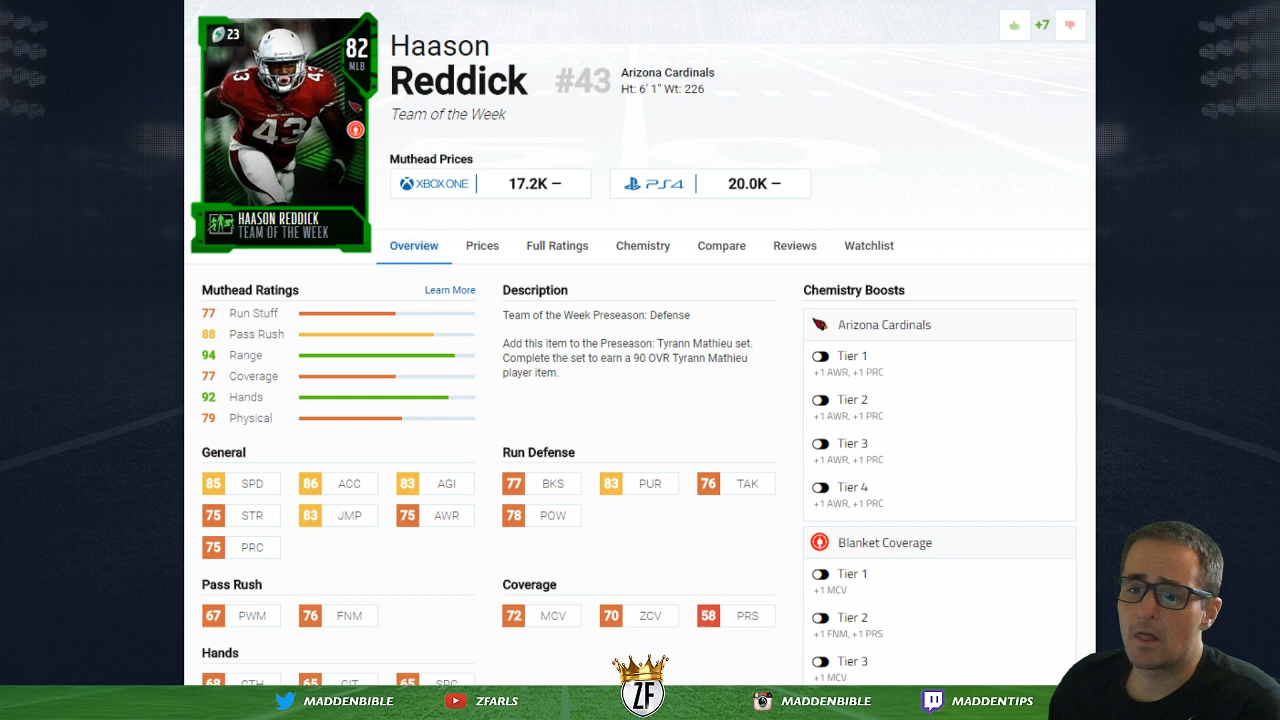 23
82
MLB
HAASON REDDICK
TEAM OF THE WEEK
Haason
Reddick
#43
Arizona Cardinals
Ht: 6' 1" Wt: 226
Team of the Week
+7
Muthead Prices
XBOX ONE 17.2K —
PS4 20.0K —
Overview Prices Full Ratings Chemistry Compare Reviews Watchlist
Muthead Ratings Learn More
77 Run Stuff
88 Pass Rush
94 Range
77 Coverage
92 Hands
79 Physical
Description
Team of the Week Preseason: Defense
Add this item to the Preseason: Tyrann Mathieu set.
Complete the set to earn a 90 OVR Tyrann Mathieu
player item.
Chemistry Boosts
Arizona Cardinals
Tier 1
+1 AWR, +1 PRC
Tier 2
+1 AWR, +1 PRC
Tier 3
+1 AWR, +1 PRC
Tier 4
+1 AWR, +1 PRC
Blanket Coverage
Tier 1
+1 MCV
Tier 2
+1 FNM, +1 PRS
Tier 3
+1 MCV
General
85 SPD 86 ACC 83 AGI
75 STR 83 JMP 75 AWR
75 PRC
Run Defense
77 BKS 83 PUR 76 TAK
78 POW
Pass Rush
67 PWM 76 FNM
Coverage
72 MCV 70 ZCV 58 PRS
Hands
68 CTH 65 CIT 65 SPC
MADDENBIBLE ZFARLS ZF MADDENBIBLE MADDENTIPS